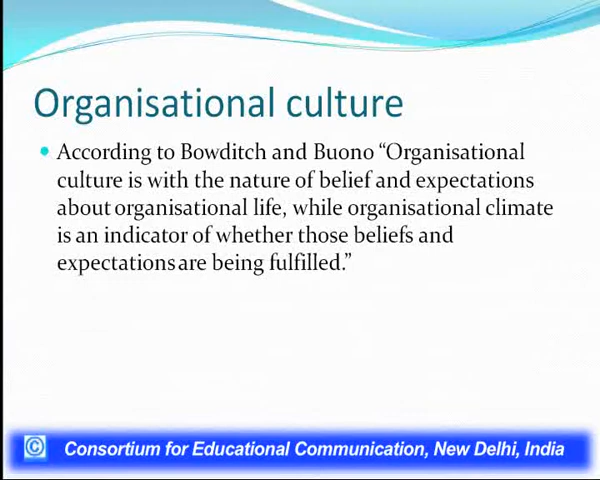 Organisational culture
According to Bowditch and Buono “Organisational
culture is with the nature of belief and expectations
about organisational life, while organisational climate
is an indicator of whether those beliefs and
expectations are being fulfilled.”
© Consortium for Educational Communication, New Delhi, India